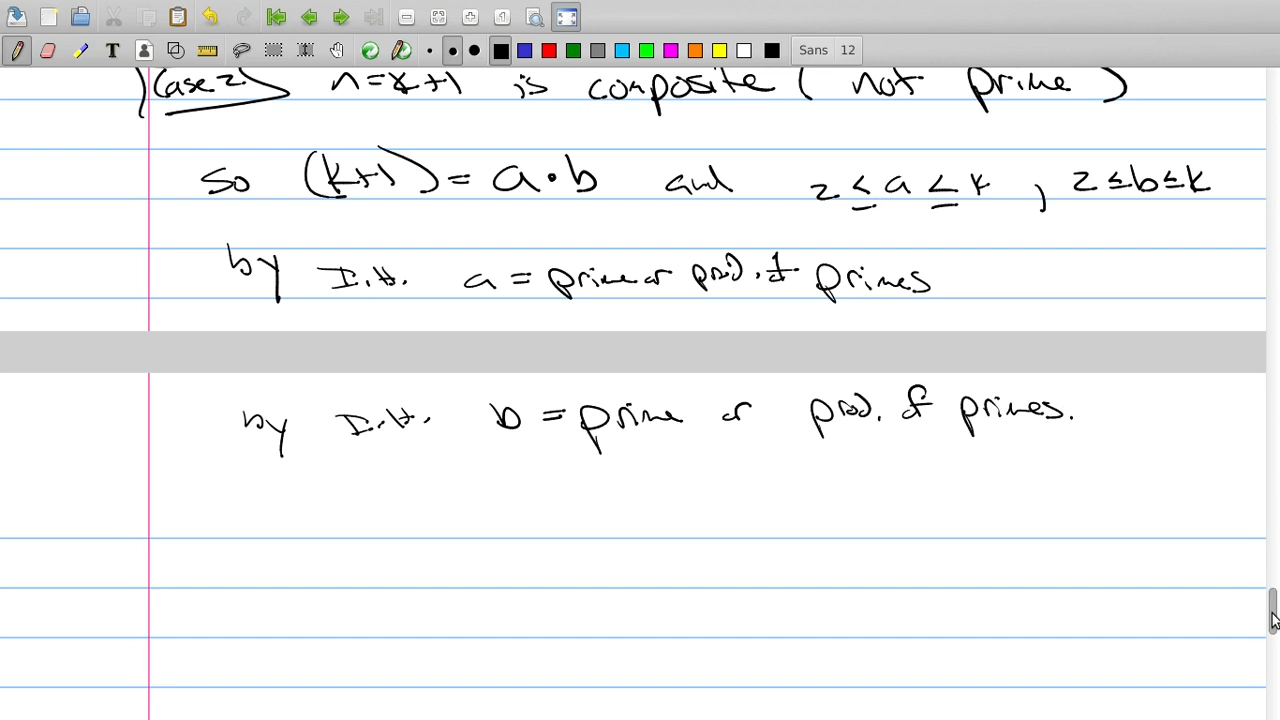 Sans 12
Case 2) n=k+1 is composite ( not prime )
so (k+1) = a·b and 2 ≤ a ≤ k , 2 ≤ b ≤ k
by I.H. a = prime or prod. of primes
by I.H. b = prime or prod. of primes.